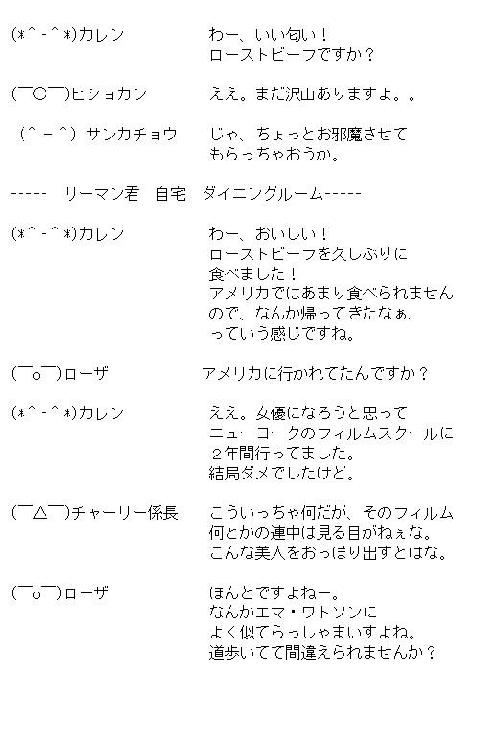 (*^-^*)カレン わー、いい匂い！
ローストビーフですか？
(￣○￣)ヒショカン ええ。まだ沢山ありますよ。。
（＾－＾）サンカチョウ じゃ、ちょっとお邪魔させて
もらっちゃおうか。
----- リーマン君 自宅 ダイニングルーム-----
(*^-^*)カレン わー、おいしい！
ローストビーフを久しぶりに
食べました！
アメリカでにあまり食べられません
ので、なんか帰ってきたなぁ、
っていう感じですね。
(￣o￣)ローザ アメリカに行かれてたんですか？
(*^-^*)カレン ええ。女優になろうと思って
ニューヨークのフィルムスクールに
２年間行ってました。
結局ダメでしたけど。
(￣△￣)チャーリー係長 こういっちゃ何だが、そのフィルム
何とかの連中は見る目がねぇな。
こんな美人をおっぽり出すとはな。
(￣o￣)ローザ ほんとですよねー。
なんかエマ・ワトソンに
よく似てらっしゃまいすよね。
道歩いてて間違えられませんか？